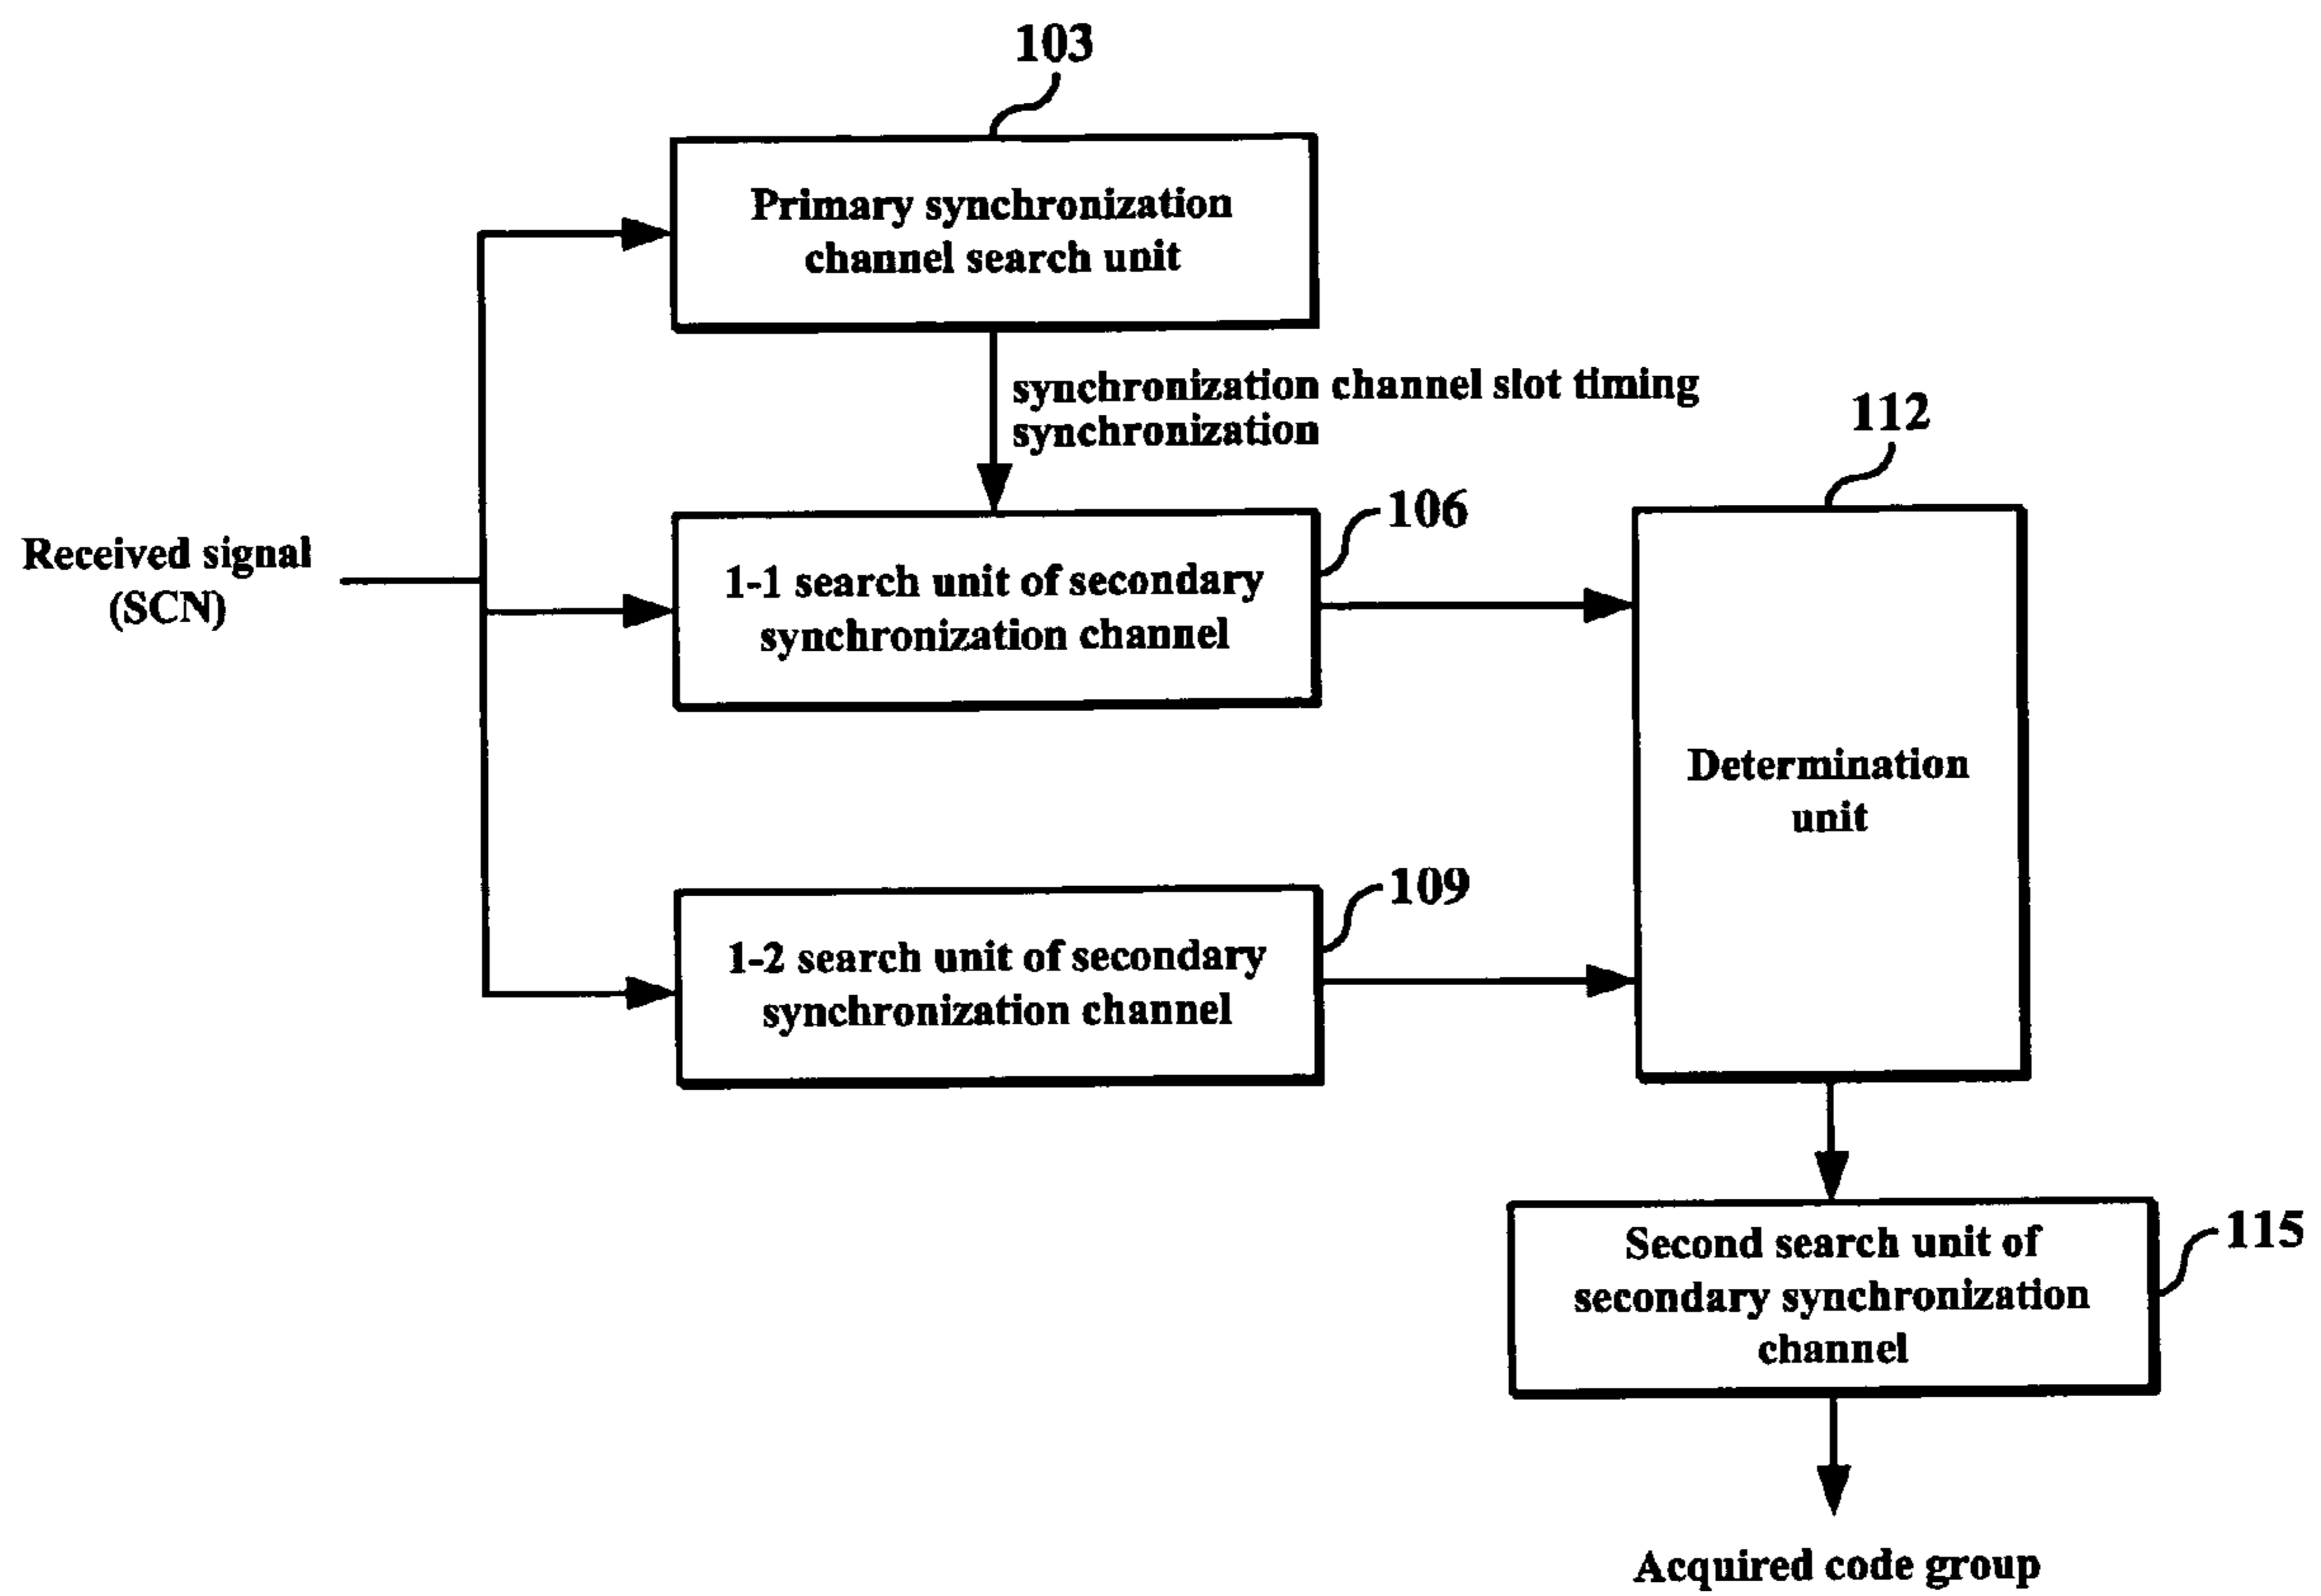 103
Primary synchronization
channel search unit
synchronization channel slot timing
synchronization
112
106
Received signal
(SCN)
1-1 search unit of secondary
synchronization channel
Determination
unit
109
1-2 search unit of secondary
synchronization channel
115
Second search unit of
secondary synchronization
channel
Acquired code group